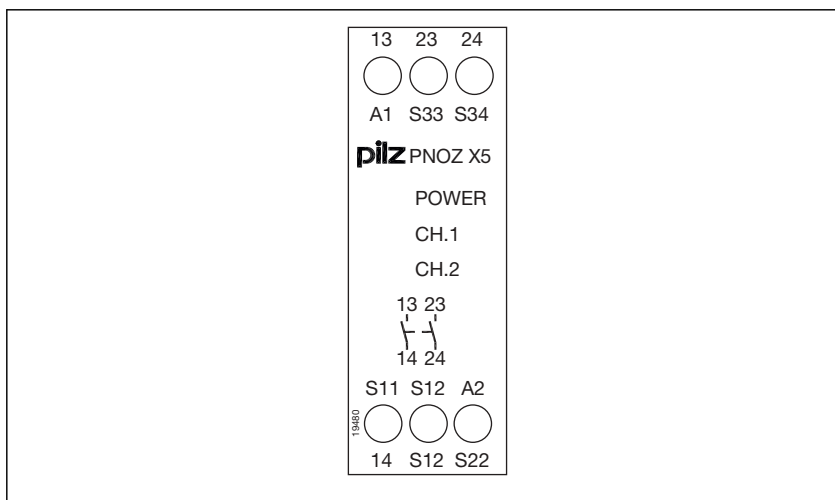 13 23 24
A1 S33 S34
pilz PNOZ X5
POWER
CH.1
CH.2
13 23
14 24
S11 S12 A2
19480
14 S12 S22